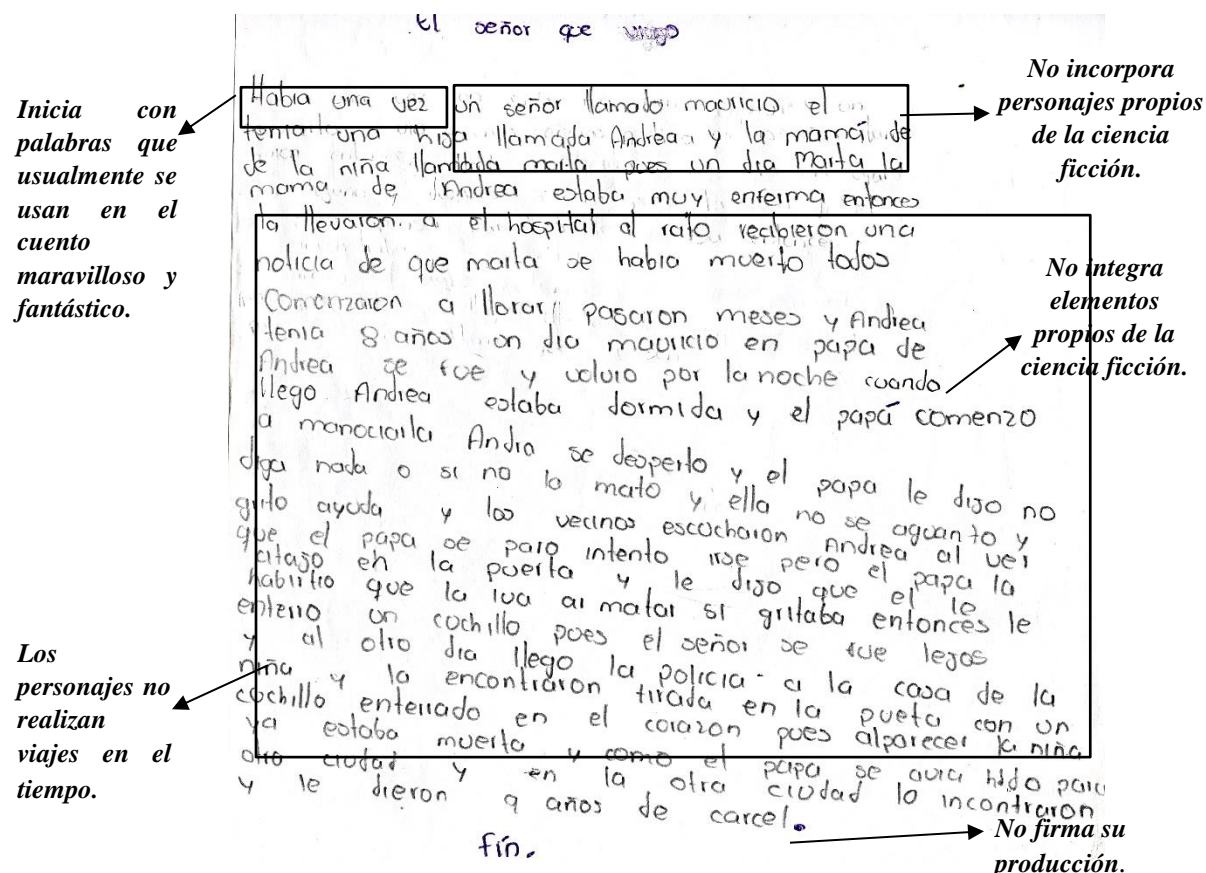 El señor que
Habia una vez un señor llamado mauricio el
tenia una hija llamada Andrea y la mamá de
de la niña llamada marta pues un dia Marta la
mama de Andrea estaba muy enferma entonces
la llevaron a el hospital al rato recibieron una
noticia de que marta se habia muerto todos
Comenzaron a llorar pasaron meses y Andrea
tenia 8 años un dia mauricio en papa de
Andrea se fue y volvio por la noche cuando
llego Andrea estaba dormida y el papá comenzo
a manociarla Andra se desperto y el papa le dijo no
diga nada o si no la mato y ella no se aguanto y
grito ayuda y los vecinos escucharon Andrea al ver
que el papa se paro intento irse pero el papa la
atajo en la puerta y le dijo que el le
habirtio que la iva ai matar si gritaba entonces le
enterro un cochillo pues el señor se fue lejos
y al otro dia llego la policia a la casa de la
niña y la encontraron tirada en la pueta con un
cochillo enterrado en el corazon pues alparecer la niña
ya estaba muerta y como el papa se avia hido para
otro ciudad y en la otra ciudad lo incontraron
y le dieron 9 años de carcel.
fín.
Inicia con
palabras que
usualmente se
usan en el
cuento
maravilloso y
fantástico.
Los
personajes no
realizan
viajes en el
tiempo.
No incorpora
personajes propios
de la ciencia
ficción.
No integra
elementos
propios de la
ciencia ficción.
No firma su
producción.